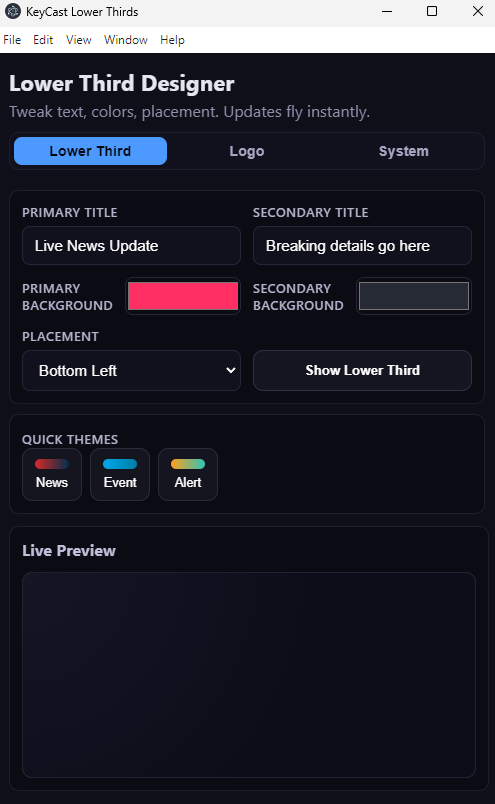 KeyCast Lower Thirds
File Edit View Window Help
Lower Third Designer
Tweak text, colors, placement. Updates fly instantly.
Lower Third Logo System
PRIMARY TITLE SECONDARY TITLE
Live News Update Breaking details go here
PRIMARY BACKGROUND SECONDARY BACKGROUND
PLACEMENT
Bottom Left Show Lower Third
QUICK THEMES
News Event Alert
Live Preview